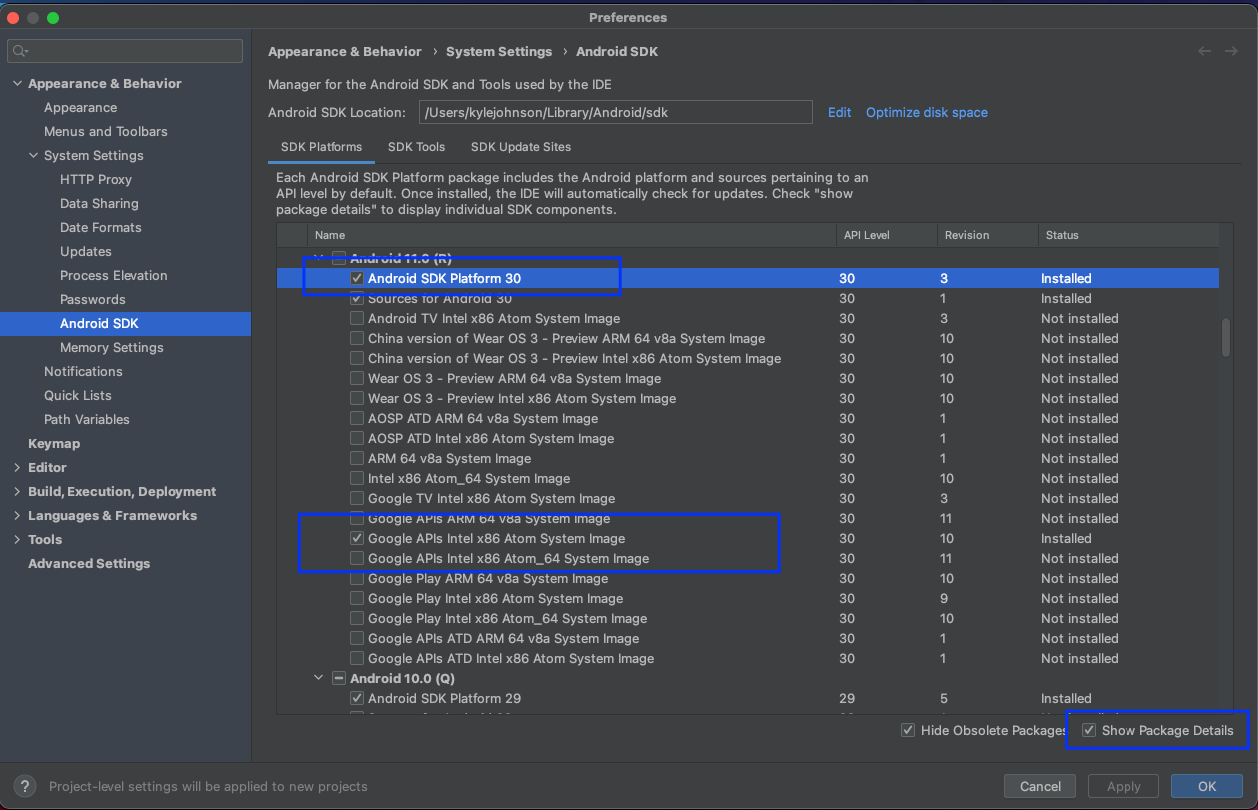 Preferences
Appearance & Behavior › System Settings › Android SDK
Appearance & Behavior
Appearance
Menus and Toolbars
System Settings
HTTP Proxy
Data Sharing
Date Formats
Updates
Process Elevation
Passwords
Android SDK
Memory Settings
Notifications
Quick Lists
Path Variables
Keymap
Editor
Build, Execution, Deployment
Languages & Frameworks
Tools
Advanced Settings
Manager for the Android SDK and Tools used by the IDE
Android SDK Location: /Users/kylejohnson/Library/Android/sdk Edit Optimize disk space
SDK Platforms SDK Tools SDK Update Sites
Each Android SDK Platform package includes the Android platform and sources pertaining to an
API level by default. Once installed, the IDE will automatically check for updates. Check "show
package details" to display individual SDK components.
Name API Level Revision Status
Android 11.0 (R)
Android SDK Platform 30 30 3 Installed
Sources for Android 30 30 1 Installed
Android TV Intel x86 Atom System Image 30 3 Not installed
China version of Wear OS 3 - Preview ARM 64 v8a System Image 30 10 Not installed
China version of Wear OS 3 - Preview Intel x86 Atom System Image 30 10 Not installed
Wear OS 3 - Preview ARM 64 v8a System Image 30 10 Not installed
Wear OS 3 - Preview Intel x86 Atom System Image 30 10 Not installed
AOSP ATD ARM 64 v8a System Image 30 1 Not installed
AOSP ATD Intel x86 Atom System Image 30 1 Not installed
ARM 64 v8a System Image 30 1 Not installed
Intel x86 Atom_64 System Image 30 10 Not installed
Google TV Intel x86 Atom System Image 30 3 Not installed
Google APIs ARM 64 v8a System Image 30 11 Not installed
Google APIs Intel x86 Atom System Image 30 10 Installed
Google APIs Intel x86 Atom_64 System Image 30 11 Not installed
Google Play ARM 64 v8a System Image 30 10 Not installed
Google Play Intel x86 Atom System Image 30 9 Not installed
Google Play Intel x86 Atom_64 System Image 30 10 Not installed
Google APIs ATD ARM 64 v8a System Image 30 1 Not installed
Google APIs ATD Intel x86 Atom System Image 30 1 Not installed
Android 10.0 (Q)
Android SDK Platform 29 29 5 Installed
Hide Obsolete Packages Show Package Details
? Project-level settings will be applied to new projects
Cancel Apply OK